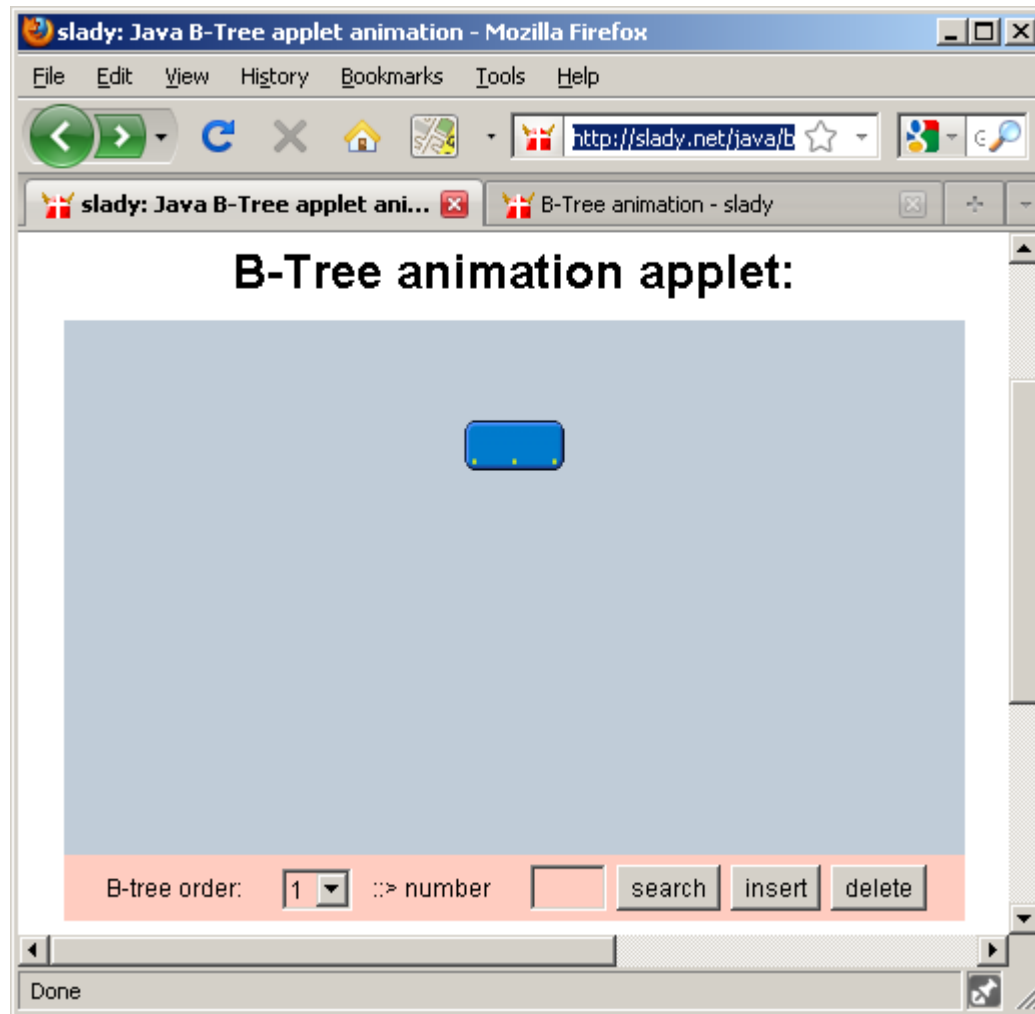 slady: Java B-Tree applet animation - Mozilla Firefox
File Edit View History Bookmarks Tools Help
http://slady.net/java/b
slady: Java B-Tree applet ani... B-Tree animation - slady
B-Tree animation applet:
B-tree order: 1 ::> number search insert delete
Done